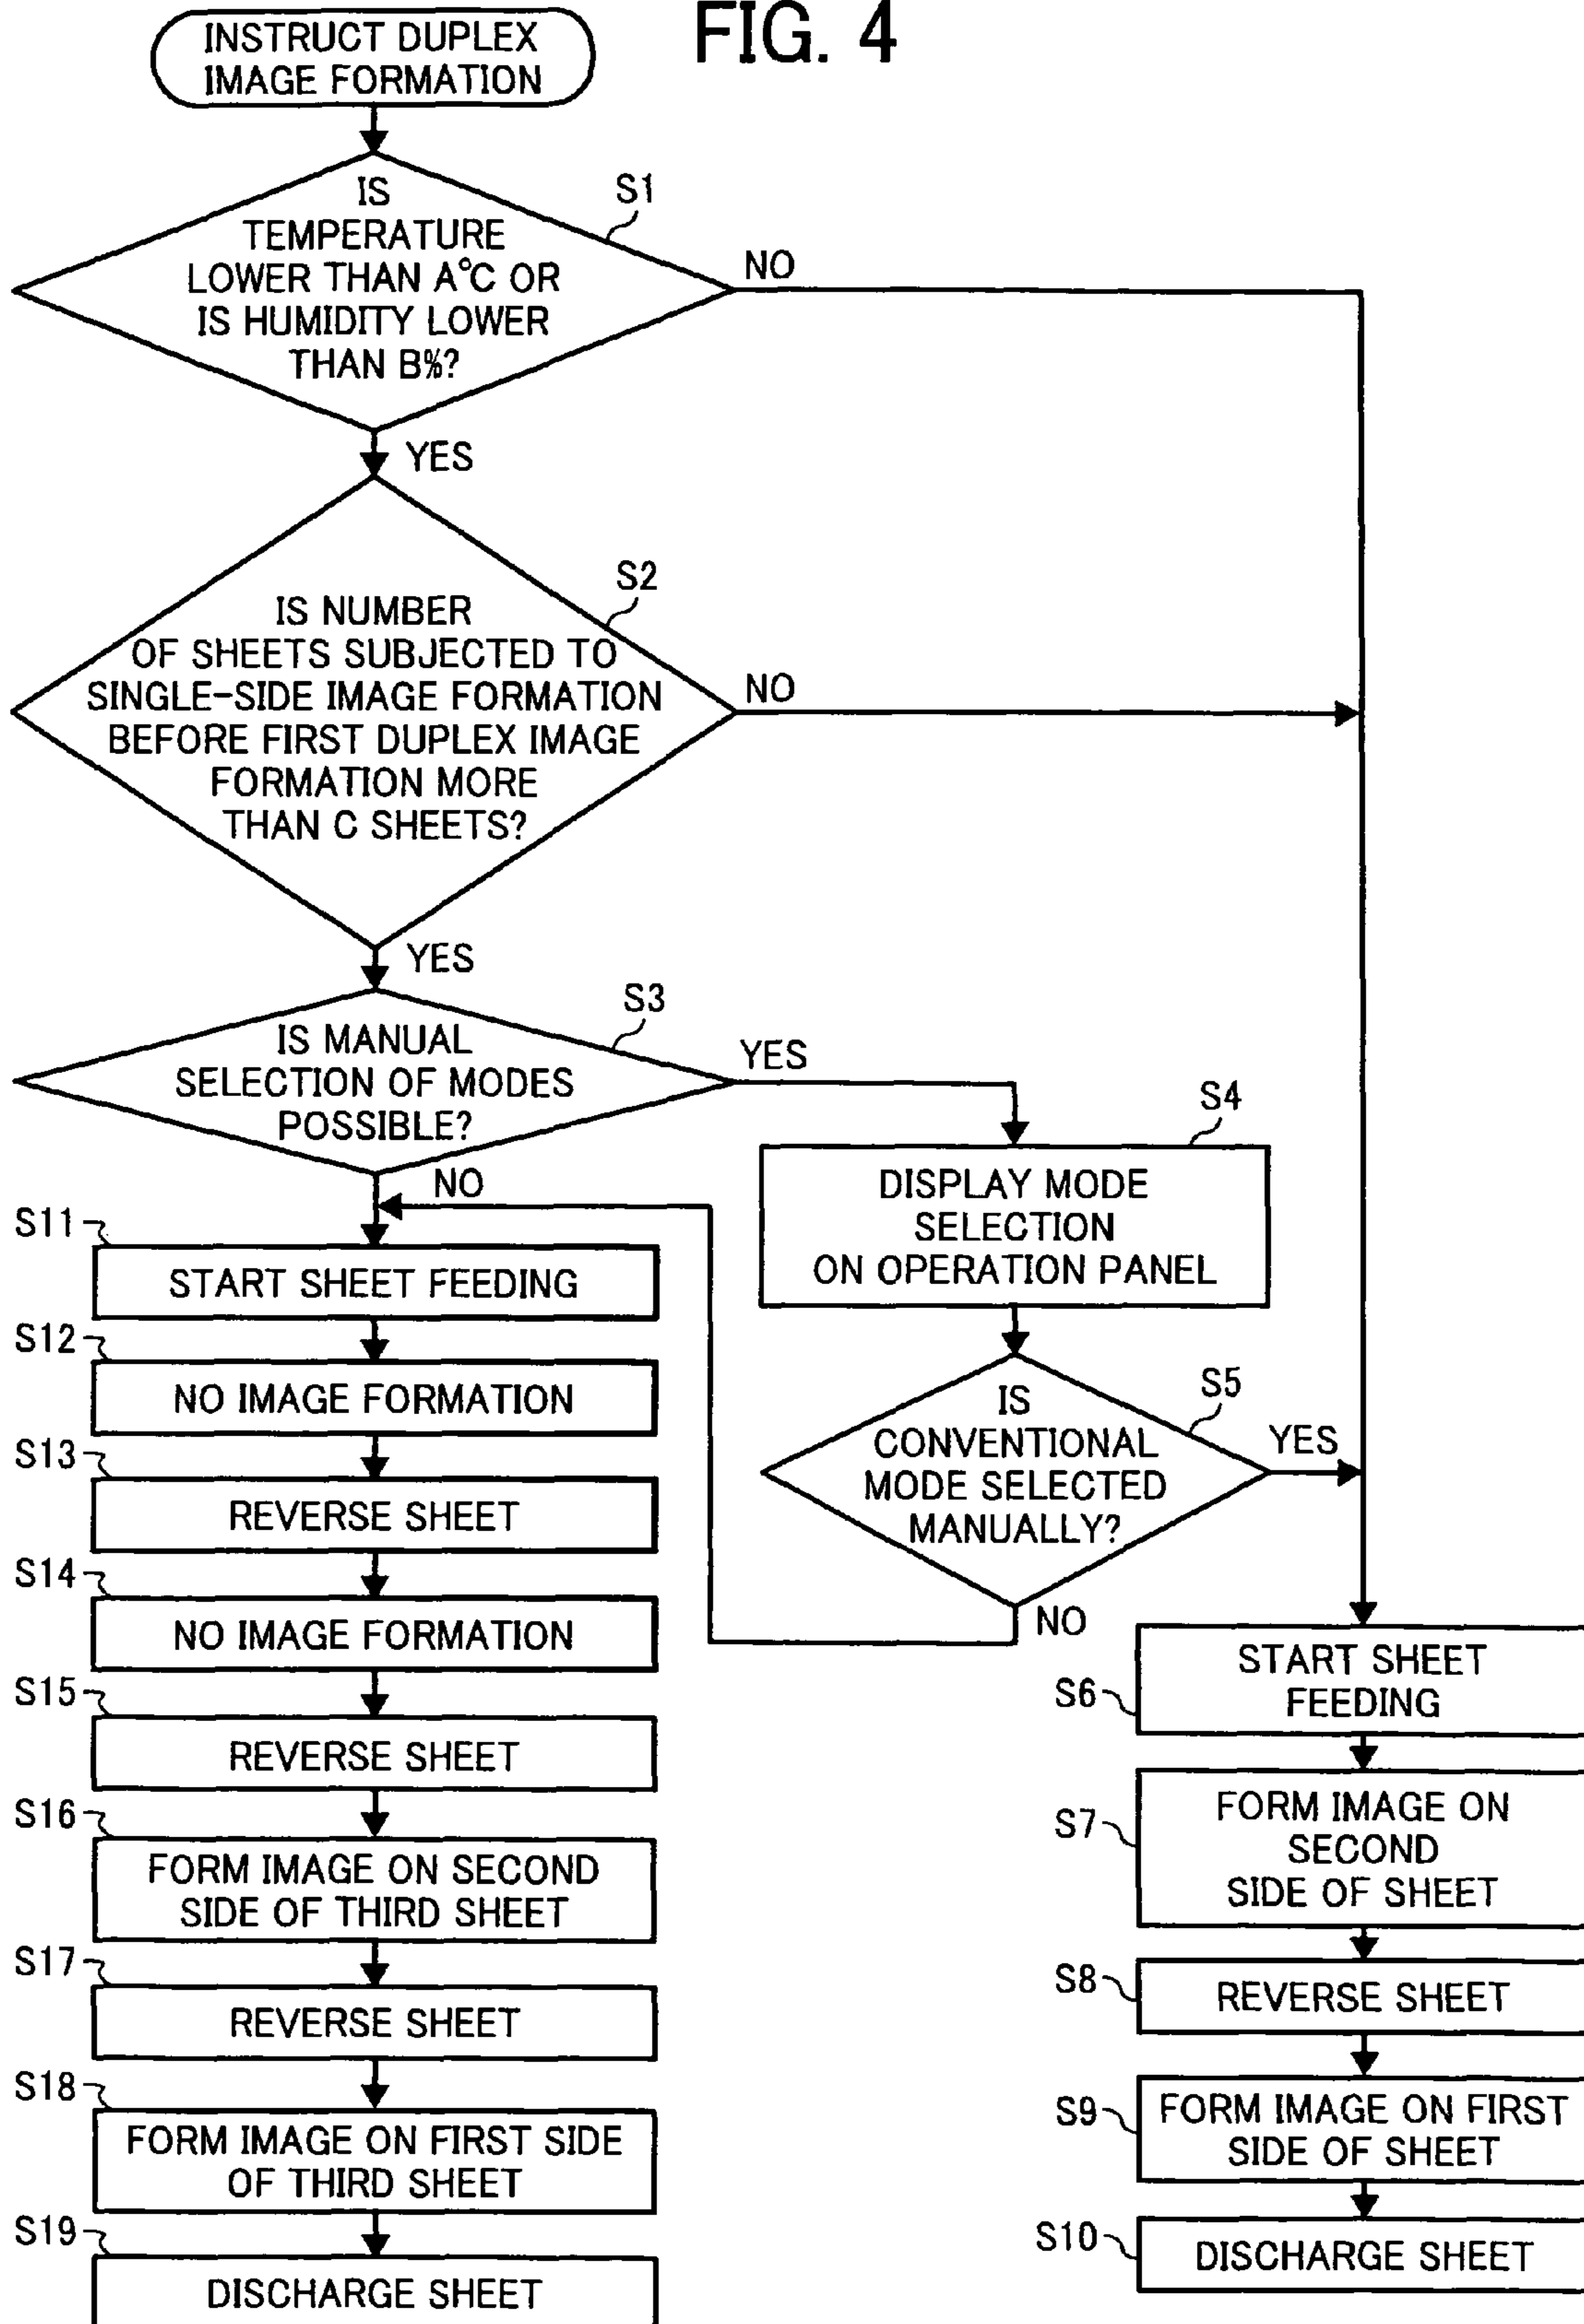 FIG. 4
INSTRUCT DUPLEX
IMAGE FORMATION
S1
IS
TEMPERATURE
LOWER THAN A°C OR
IS HUMIDITY LOWER
THAN B%?
NO
YES
S2
IS NUMBER
OF SHEETS SUBJECTED TO
SINGLE-SIDE IMAGE FORMATION
BEFORE FIRST DUPLEX IMAGE
FORMATION MORE
THAN C SHEETS?
NO
YES
S3
IS MANUAL
SELECTION OF MODES
POSSIBLE?
YES
NO
S4
DISPLAY MODE
SELECTION
ON OPERATION PANEL
S5
IS
CONVENTIONAL
MODE SELECTED
MANUALLY?
YES
NO
S11
START SHEET FEEDING
S12
NO IMAGE FORMATION
S13
REVERSE SHEET
S14
NO IMAGE FORMATION
S15
REVERSE SHEET
S16
FORM IMAGE ON SECOND
SIDE OF THIRD SHEET
S17
REVERSE SHEET
S18
FORM IMAGE ON FIRST SIDE
OF THIRD SHEET
S19
DISCHARGE SHEET
S6
START SHEET
FEEDING
S7
FORM IMAGE ON
SECOND
SIDE OF SHEET
S8
REVERSE SHEET
S9
FORM IMAGE ON FIRST
SIDE OF SHEET
S10
DISCHARGE SHEET